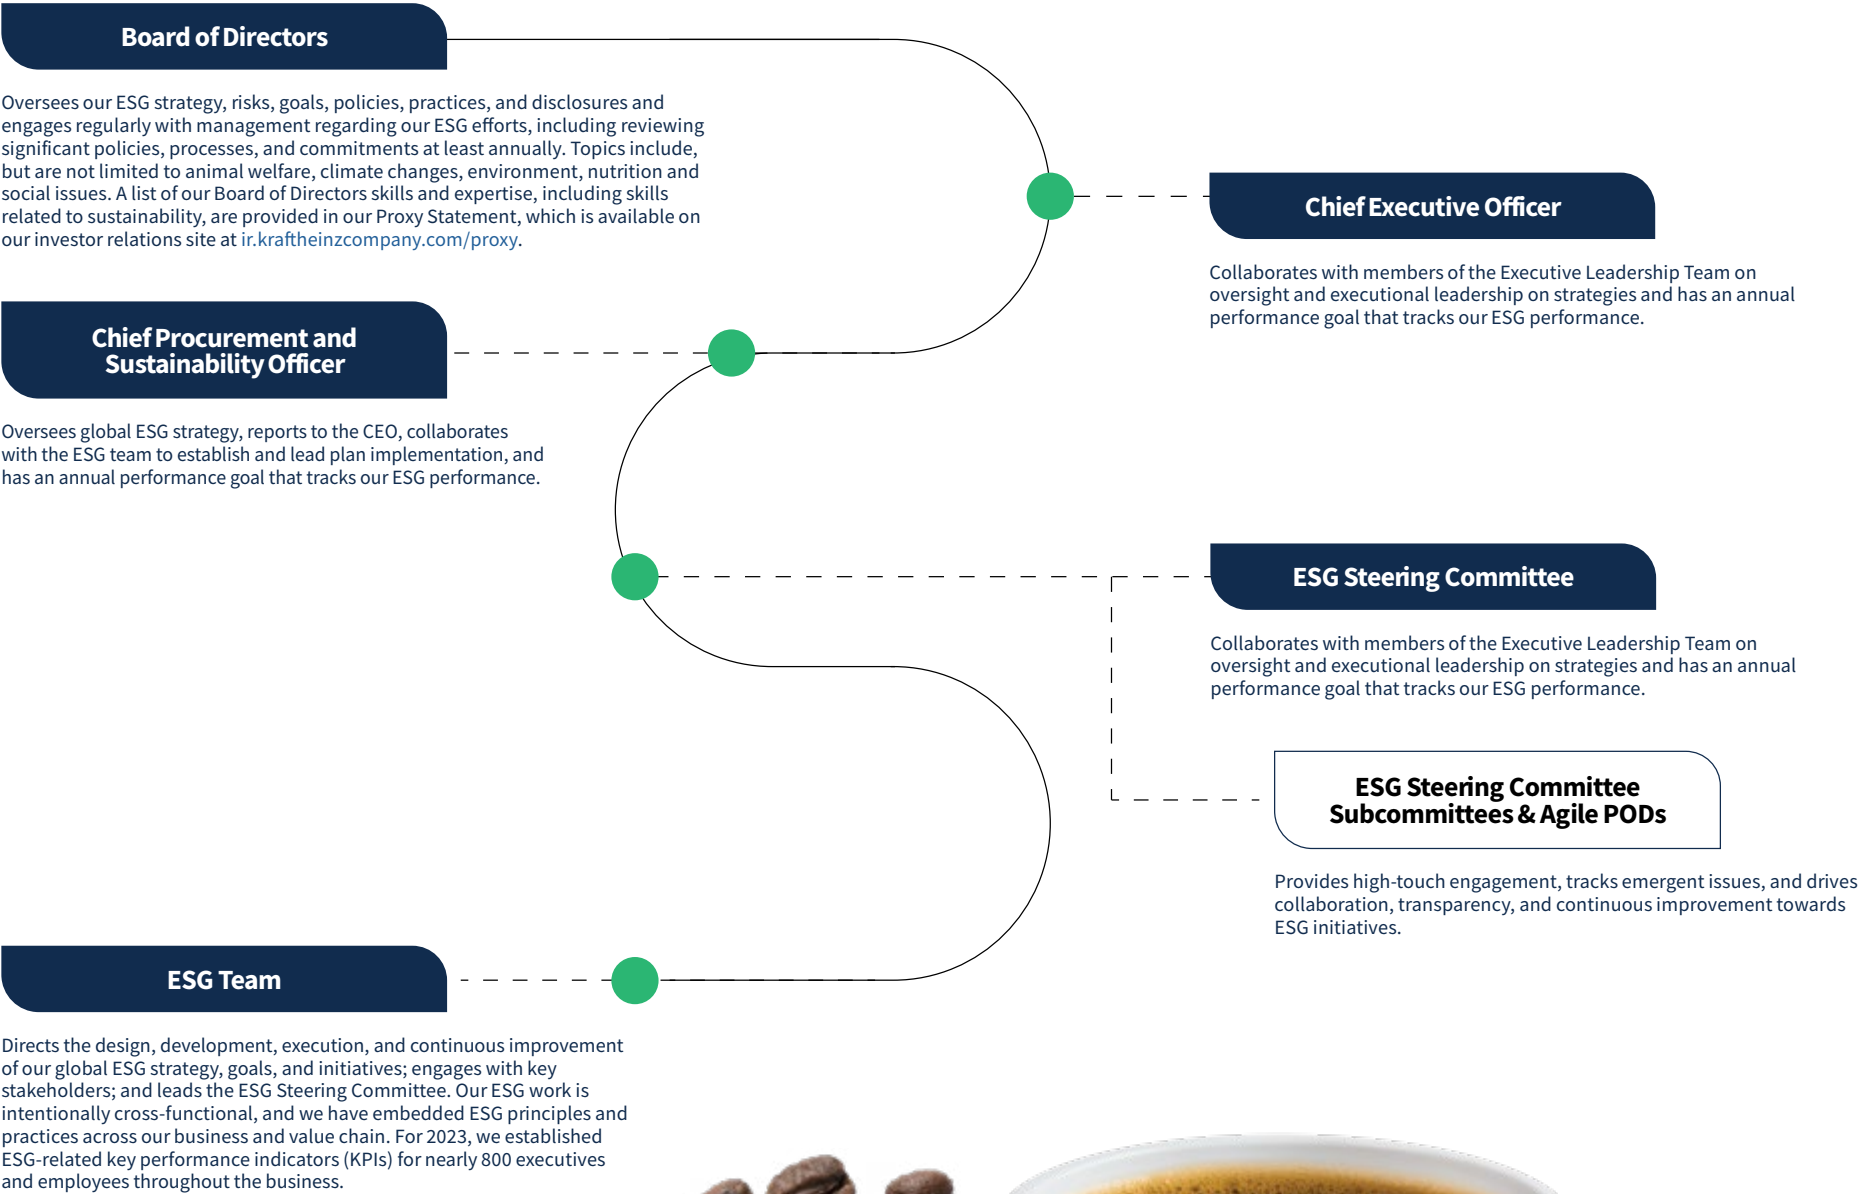 Board of Directors
Oversees our ESG strategy, risks, goals, policies, practices, and disclosures and
engages regularly with management regarding our ESG efforts, including reviewing
significant policies, processes, and commitments at least annually. Topics include,
but are not limited to animal welfare, climate changes, environment, nutrition and
social issues. A list of our Board of Directors skills and expertise, including skills
related to sustainability, are provided in our Proxy Statement, which is available on
our investor relations site at ir.kraftheinzcompany.com/proxy.
Chief Executive Officer
Collaborates with members of the Executive Leadership Team on
oversight and executional leadership on strategies and has an annual
performance goal that tracks our ESG performance.
Chief Procurement and
Sustainability Officer
Oversees global ESG strategy, reports to the CEO, collaborates
with the ESG team to establish and lead plan implementation, and
has an annual performance goal that tracks our ESG performance.
ESG Steering Committee
Collaborates with members of the Executive Leadership Team on
oversight and executional leadership on strategies and has an annual
performance goal that tracks our ESG performance.
ESG Steering Committee
Subcommittees & Agile PODs
Provides high-touch engagement, tracks emergent issues, and drives
collaboration, transparency, and continuous improvement towards
ESG initiatives.
ESG Team
Directs the design, development, execution, and continuous improvement
of our global ESG strategy, goals, and initiatives; engages with key
stakeholders; and leads the ESG Steering Committee. Our ESG work is
intentionally cross-functional, and we have embedded ESG principles and
practices across our business and value chain. For 2023, we established
ESG-related key performance indicators (KPIs) for nearly 800 executives
and employees throughout the business.